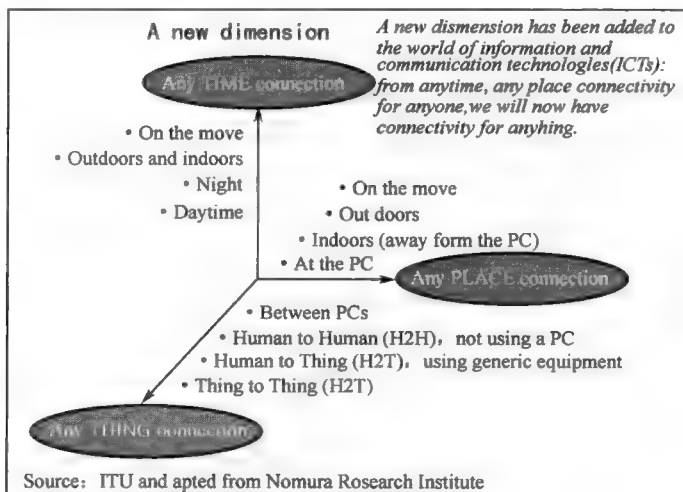 A new dimension
A new dismension has been added to
the world of information and
communication technologles(ICTs):
from anytime, any place connectivity
for anyone,we will now have
connectivity for anyhing.
Any TIME connection
• On the move
• Outdoors and indoors
• Night
• Daytime
• On the move
• Out doors
• Indoors (away form the PC)
• At the PC
Any PLACE connection
• Between PCs
• Human to Human (H2H), not using a PC
• Human to Thing (H2T), using generic equipment
• Thing to Thing (H2T)
Any THING connection
Source: ITU and apted from Nomura Rosearch Institute